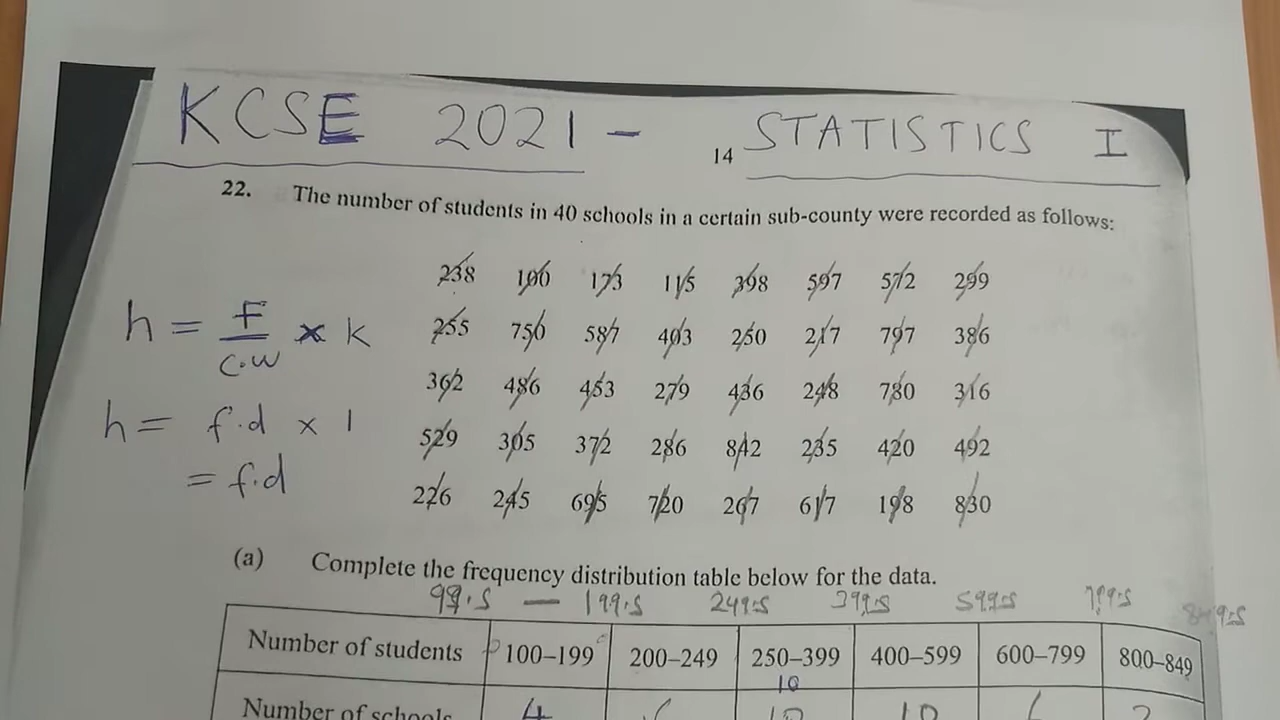 KCSE 2021 - STATISTICS I
14
22. The number of students in 40 schools in a certain sub-county were recorded as follows:
238 190 173 115 398 597 572 299
255 750 587 403 250 217 797 386
362 486 453 279 436 248 780 316
529 305 372 286 842 235 420 492
226 245 695 720 267 617 198 830
h = F/C.W x K
h = f.d x 1
= f.d
(a) Complete the frequency distribution table below for the data.
99.5 — 199.5 249.5 399.5 599.5 799.5 849.5
Number of students 100–199 200–249 250–399 400–599 600–799 800–849
10
Number of schools 4 10 10